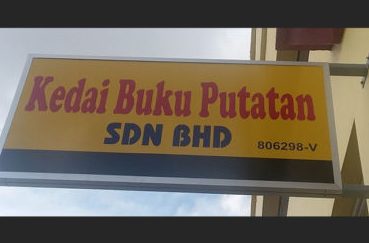 Kedai Buku Putatan
SDN BHD
806298-V